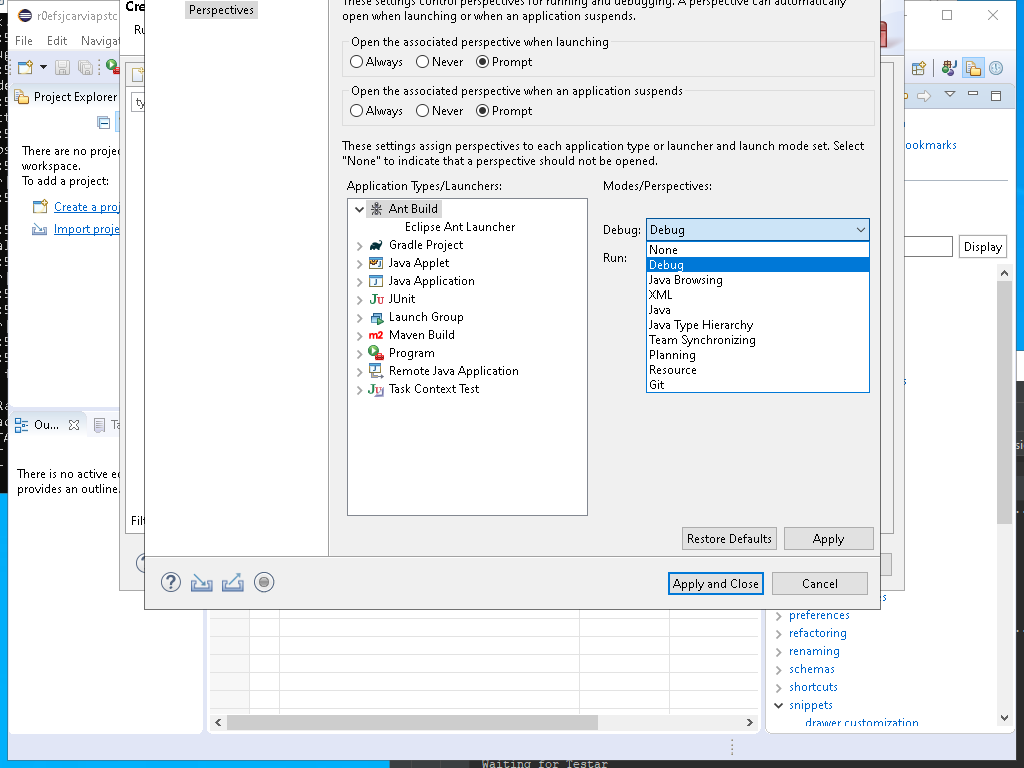 r0efsjcarviapstc
File Edit Navigat
Project Explorer
There are no proje
workspace.
To add a project:
Create a proj
Import proje
Ou...
There is no active e
provides an outline.
Cre
Ru
ty
Filt
Perspectives
These settings control perspectives for running and debugging. A perspective can automatically
open when launching or when an application suspends.
Open the associated perspective when launching
Always Never Prompt
Open the associated perspective when an application suspends
Always Never Prompt
These settings assign perspectives to each application type or launcher and launch mode set. Select
"None" to indicate that a perspective should not be opened.
Application Types/Launchers:
Ant Build
Eclipse Ant Launcher
Gradle Project
Java Applet
Java Application
JUnit
Launch Group
Maven Build
Program
Remote Java Application
Task Context Test
Modes/Perspectives:
Debug: Debug
Run:
None
Debug
Java Browsing
XML
Java
Java Type Hierarchy
Team Synchronizing
Planning
Resource
Git
Restore Defaults Apply
Apply and Close Cancel
ookmarks
Display
preferences
refactoring
renaming
schemas
shortcuts
snippets
drawer customization
Waiting for Testar